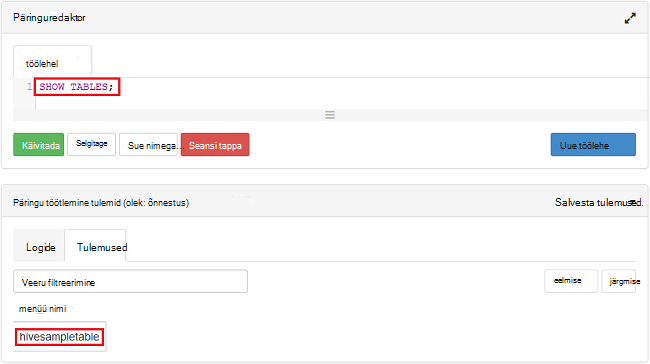 Päringuredaktor
töölehel
1 SHOW TABLES;
Käivitada Selgitage Sue nimega... Seansi tappa Uue töölehe
Päringu töötlemine tulemid (olek: õnnestus) Salvesta tulemused.
Logide Tulemused
Veeru filtreerimine eelmise järgmise
menüü nimi
hivesampletable